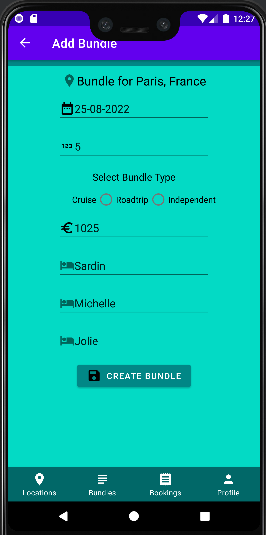 12:27
Add Bundle
Bundle for Paris, France
25-08-2022
123 5
Select Bundle Type
Cruise Roadtrip Independent
€ 1025
Sardin
Michelle
Jolie
CREATE BUNDLE
Locations Bundles Bookings Profile